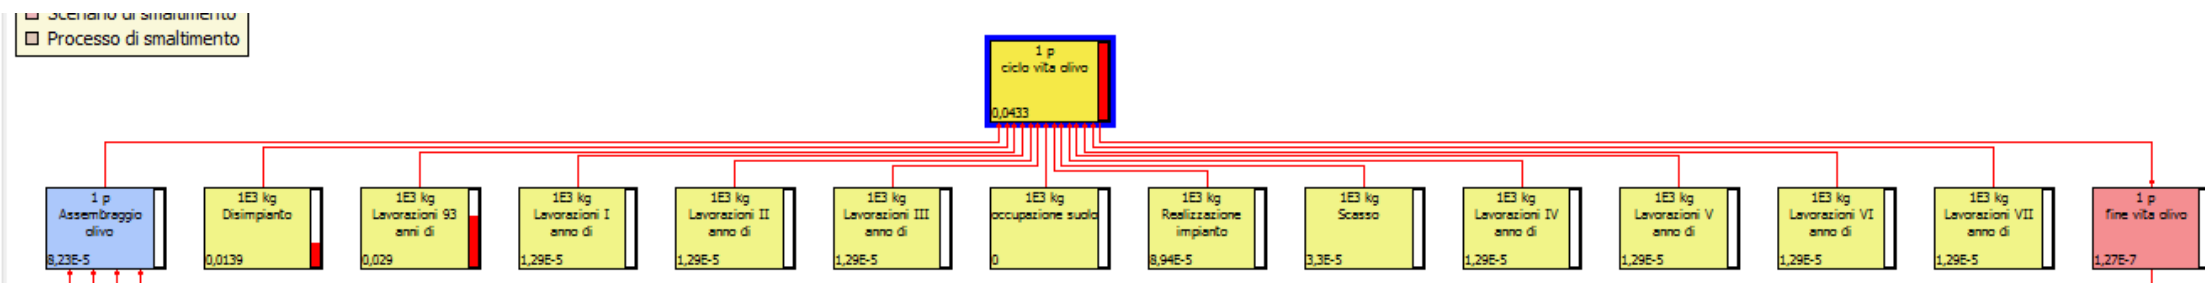 Scenario di smaltimento
Processo di smaltimento
1 p
ciclo vita olivo
0,0433
1 p
Assembraggio
olivo
8,23E-5
1E3 kg
Disimpianto
0,0139
1E3 kg
Lavorazioni 93
anni di
0,029
1E3 kg
Lavorazioni I
anno di
1,29E-5
1E3 kg
Lavorazioni II
anno di
1,29E-5
1E3 kg
Lavorazioni III
anno di
1,29E-5
1E3 kg
occupazione suolo
0
1E3 kg
Realizzazione
impianto
8,94E-5
1E3 kg
Scasso
3,3E-5
1E3 kg
Lavorazioni IV
anno di
1,29E-5
1E3 kg
Lavorazioni V
anno di
1,29E-5
1E3 kg
Lavorazioni VI
anno di
1,29E-5
1E3 kg
Lavorazioni VII
anno di
1,29E-5
1 p
fine vita olivo
1,27E-7